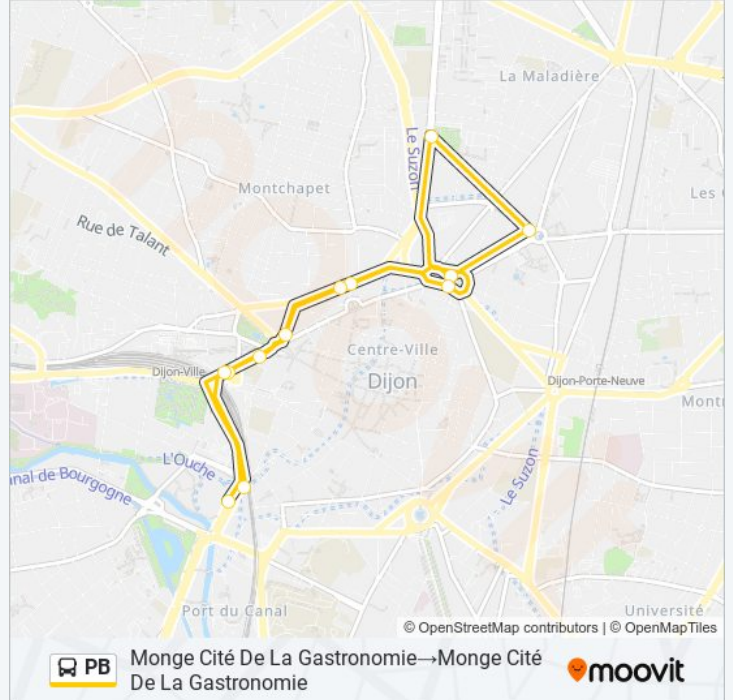 La Maladière
Le Suzon
Montchapet
Les
Rue de Talant
Centre-Ville
Dijon-Ville
Dijon
Dijon-Porte-Neuve
Mont
L'Ouche
nal de Bourgogne
Le Suzon
Port du Canal
Université
© OpenStreetMap contributors | © OpenMapTiles
PB
Monge Cité De La Gastronomie→Monge Cité
De La Gastronomie
moovit